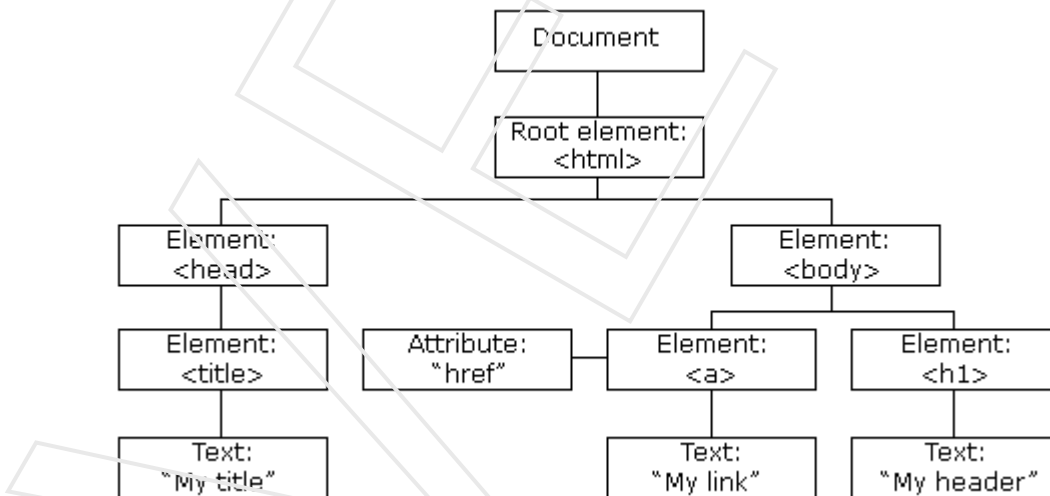 Document
Root element:
<html>
Element:
<head>
Element:
<body>
Element:
<title>
Attribute:
“href”
Element:
<a>
Element:
<h1>
Text:
“My title”
Text:
“My link”
Text:
“My header”